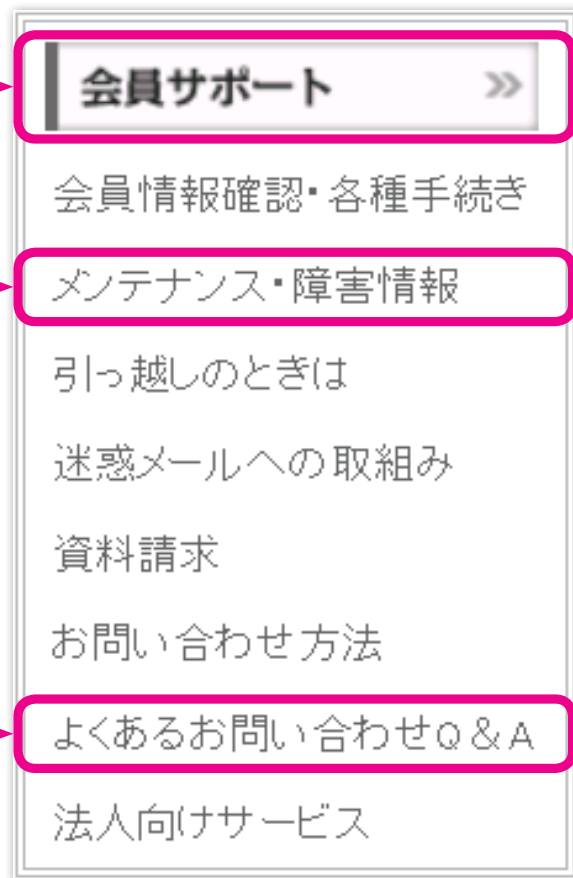 会員サポート »
会員情報確認・各種手続き
メンテナンス・障害情報
引っ越しのときは
迷惑メールへの取組み
資料請求
お問い合わせ方法
よくあるお問い合わせQ&A
法人向けサービス